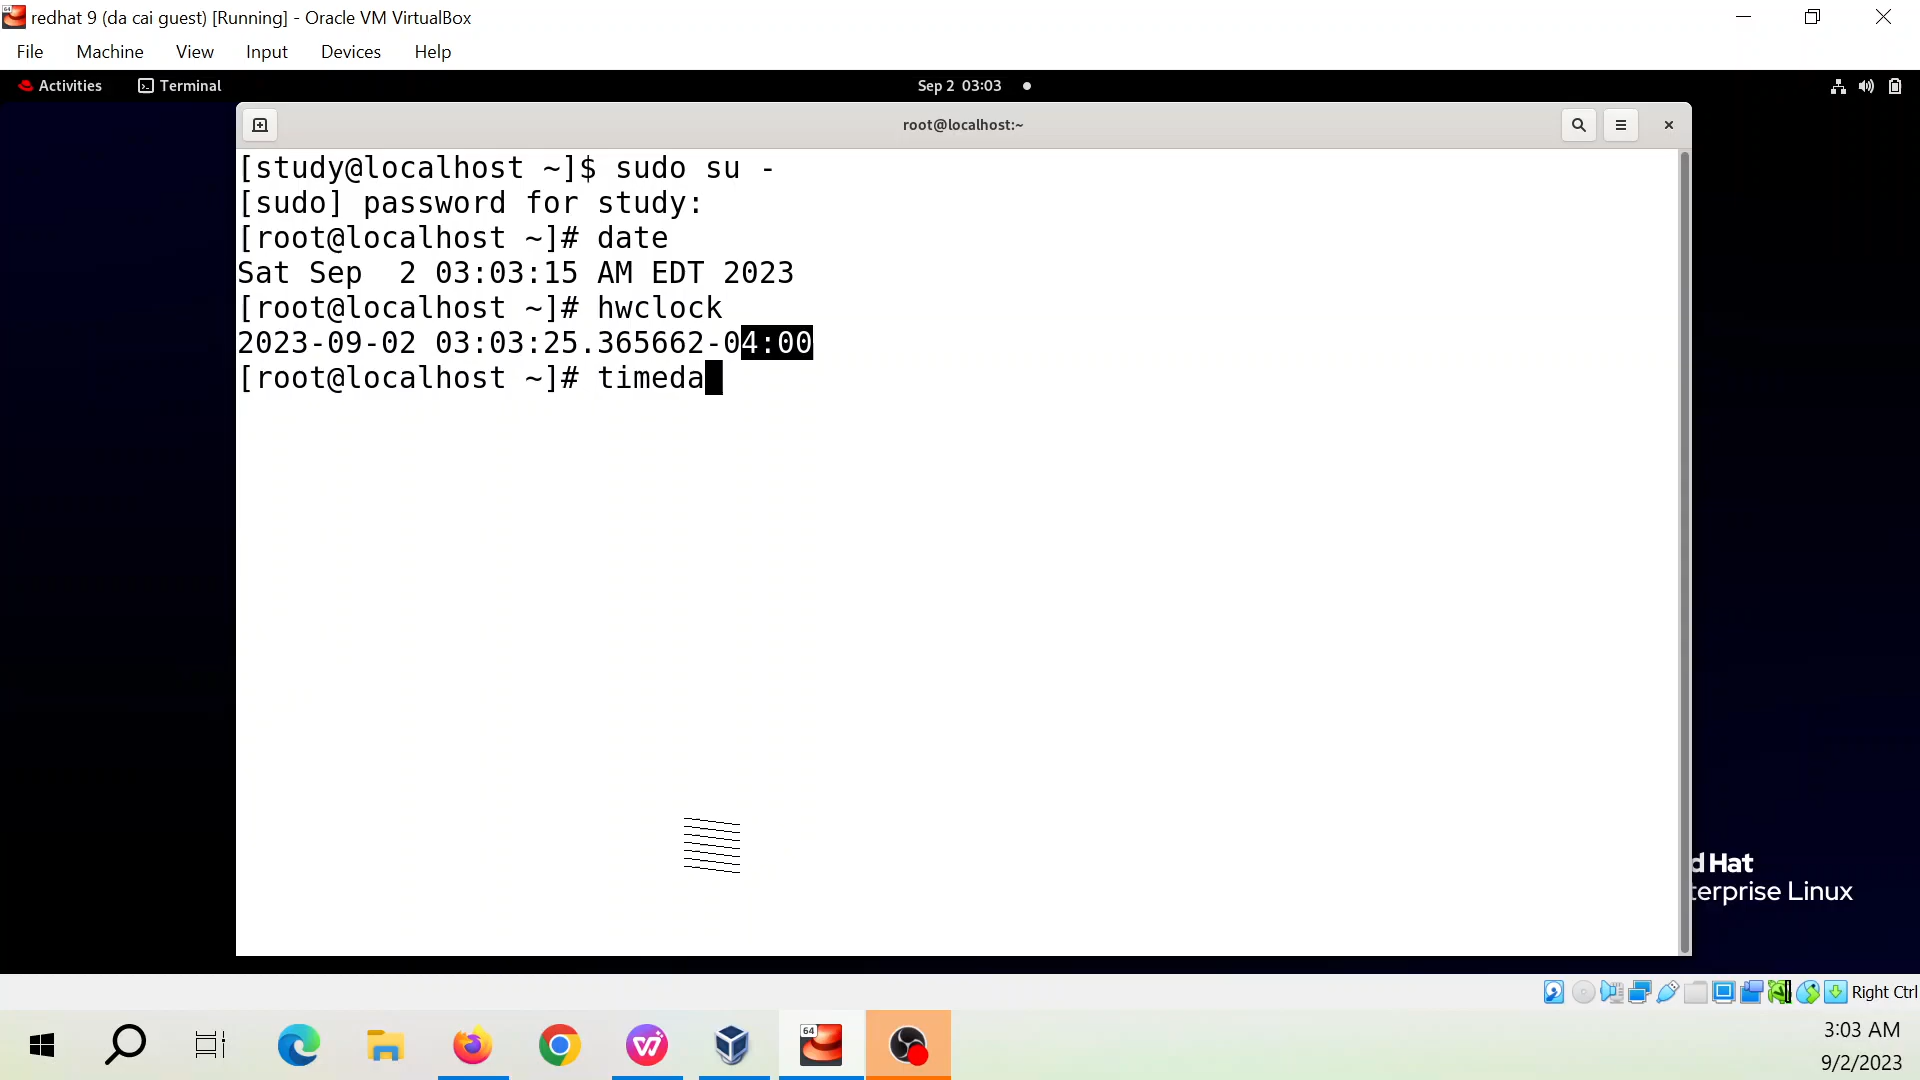 redhat 9 (da cai guest) [Running] - Oracle VM VirtualBox
File Machine View Input Devices Help
Activities Terminal Sep 2 03:03
root@localhost:~
[study@localhost ~]$ sudo su -
[sudo] password for study:
[root@localhost ~]# date
Sat Sep  2 03:03:15 AM EDT 2023
[root@localhost ~]# hwclock
2023-09-02 03:03:25.365662-04:00
[root@localhost ~]# timeda
d Hat
terprise Linux
Right Ctrl
64
3:03 AM
9/2/2023